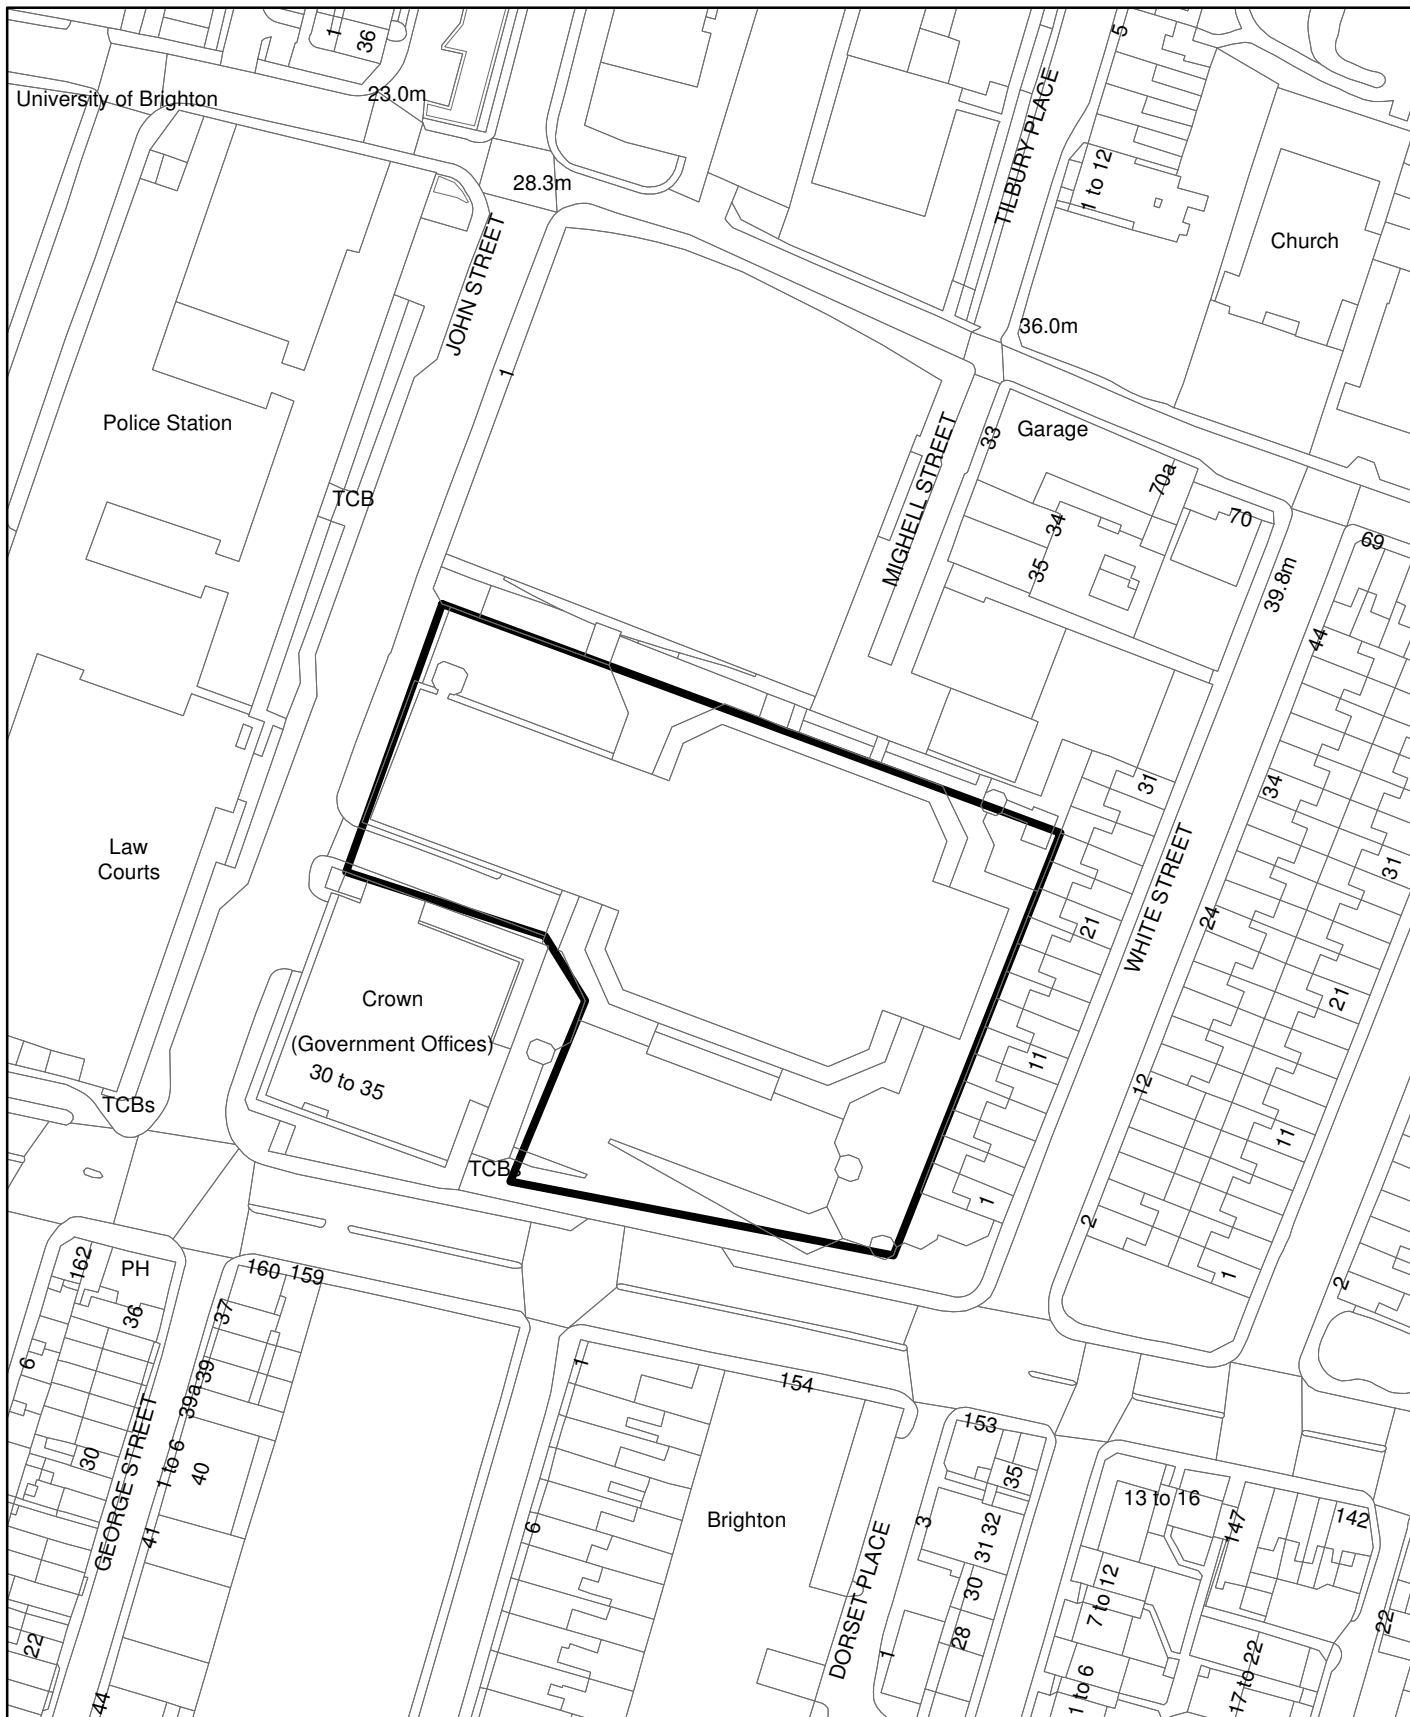 1
36
5
University of Brighton
23.0m
28.3m
TILBURY PLACE
1 to 12
Church
JOHN STREET
36.0m
1
Police Station
MIGHELL STREET
33
Garage
70a
70
69
TCB
34
35
39.8m
44
31
34
Law
Courts
31
WHITE STREET
24
21
21
Crown
(Government Offices)
30 to 35
11
12
11
TCBs
TCBs
1
2
1
2
162
PH
36
160
159
37
6
39
39a
1 to 6
40
30
GEORGE STREET
41
22
44
1
6
154
Brighton
DORSET PLACE
153
35
3
32
31
30
28
1
13 to 16
147
142
7 to 12
1 to 6
17 to 22
22